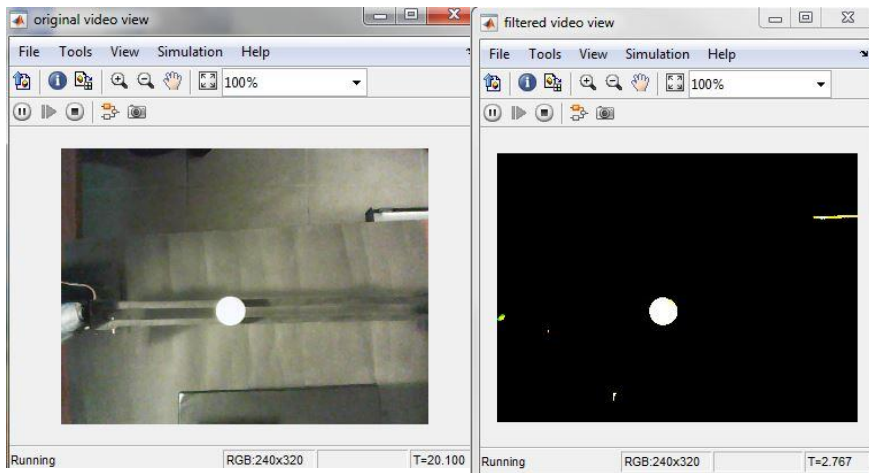 original video view
File Tools View Simulation Help
100%
Running RGB:240x320 T=20.100
filtered video view
File Tools View Simulation Help
100%
Running RGB:240x320 T=2.767